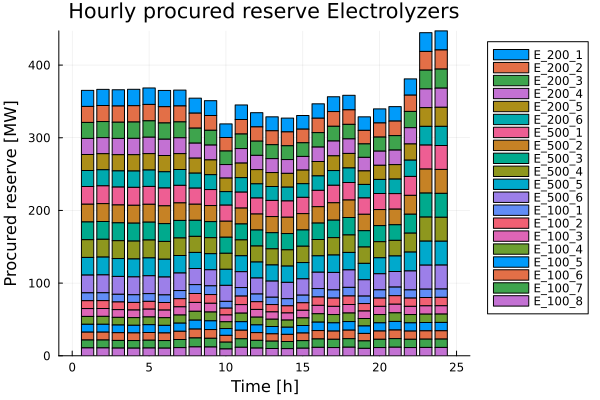 Hourly procured reserve Electrolyzers
Procured reserve [MW]
400
300
200
100
0
0 5 10 15 20 25
Time [h]
E_200_1
E_200_2
E_200_3
E_200_4
E_200_5
E_200_6
E_500_1
E_500_2
E_500_3
E_500_4
E_500_5
E_500_6
E_100_1
E_100_2
E_100_3
E_100_4
E_100_5
E_100_6
E_100_7
E_100_8